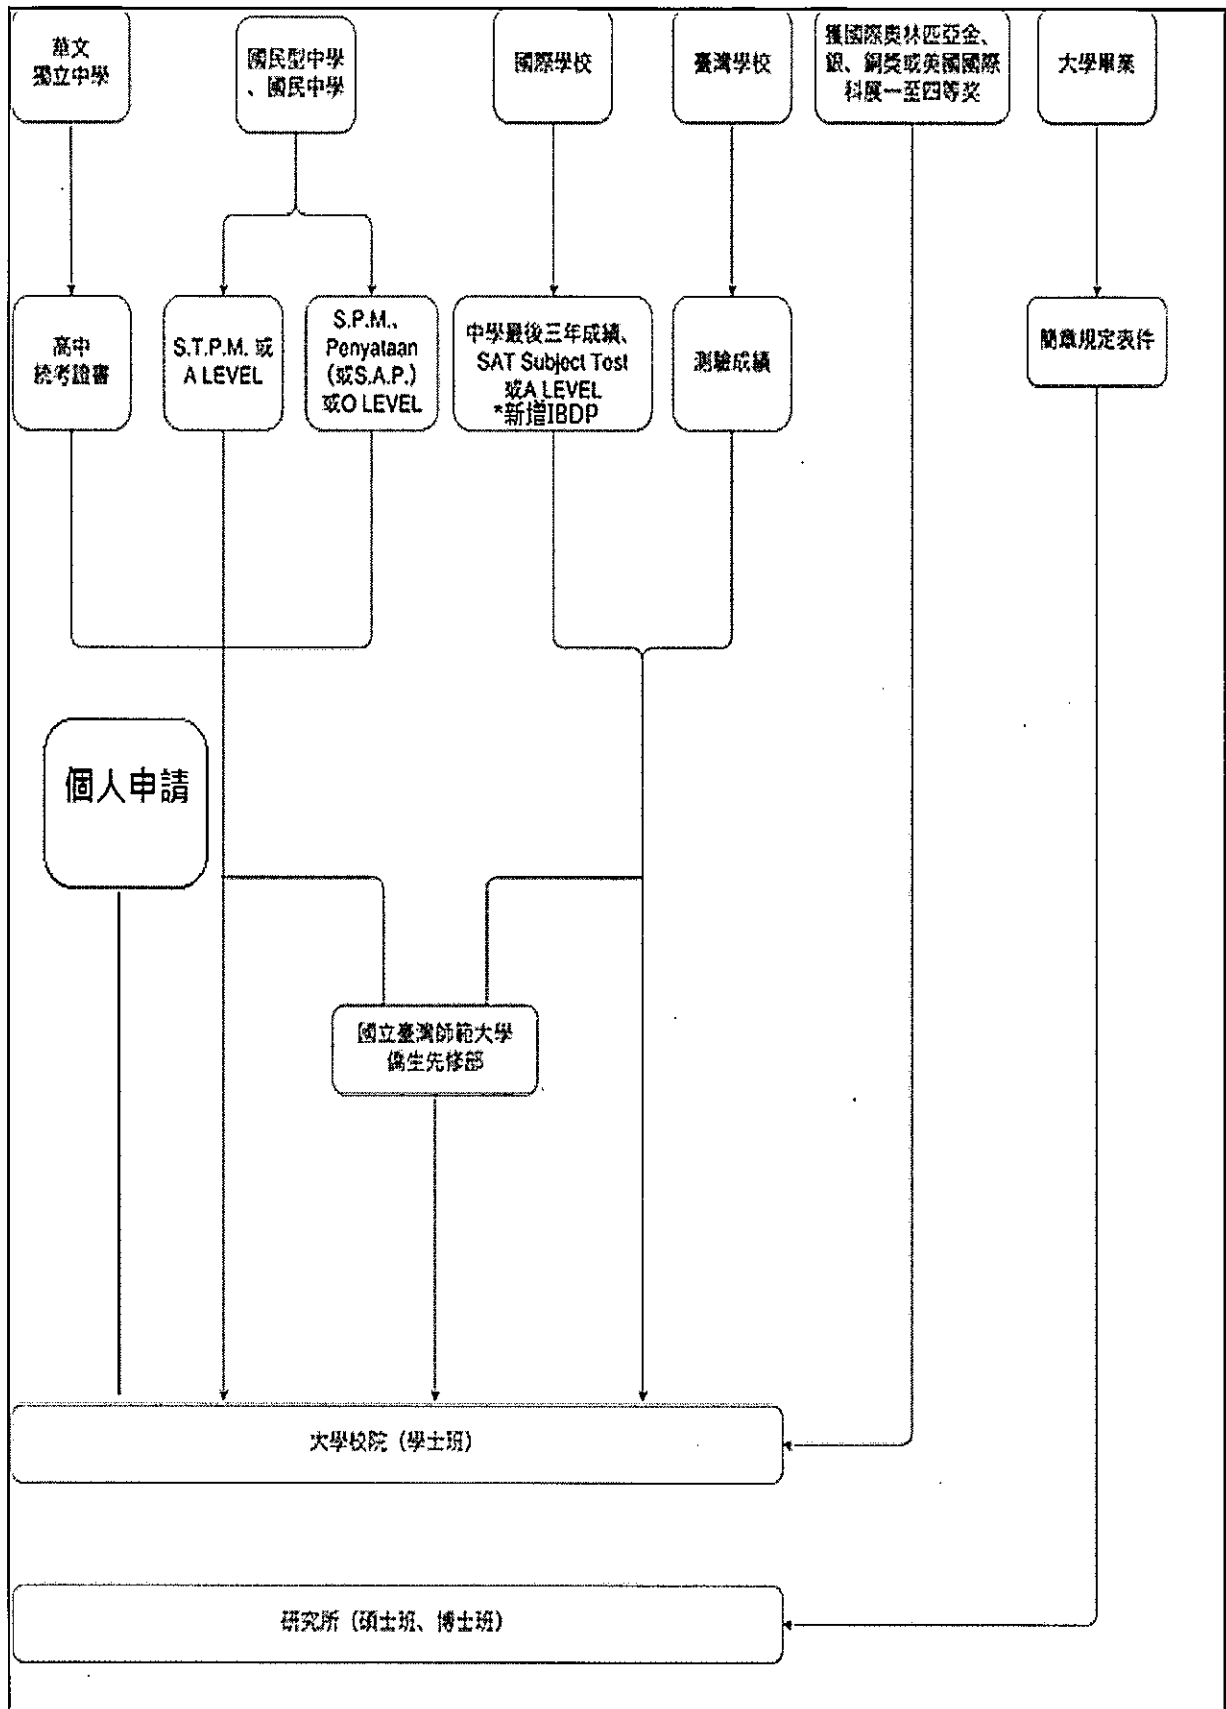 華文
獨立中學
國民型中學
、國民中學
國際學校
臺灣學校
獲國際奧林匹亞金、
銀、銅獎或英國國際
科展一至四等奖
大學畢業
高中
統考證書
S.T.P.M. 或
A LEVEL
S.P.M.、
Penyataan
(或S.A.P.)
或O LEVEL
中學最後三年成績、
SAT Subject Test
或A LEVEL
*新增IBDP
測驗成績
簡章規定表件
個人申請
國立臺灣師範大學
僑生先修部
大學校院（學士班）
研究所（碩士班、博士班）